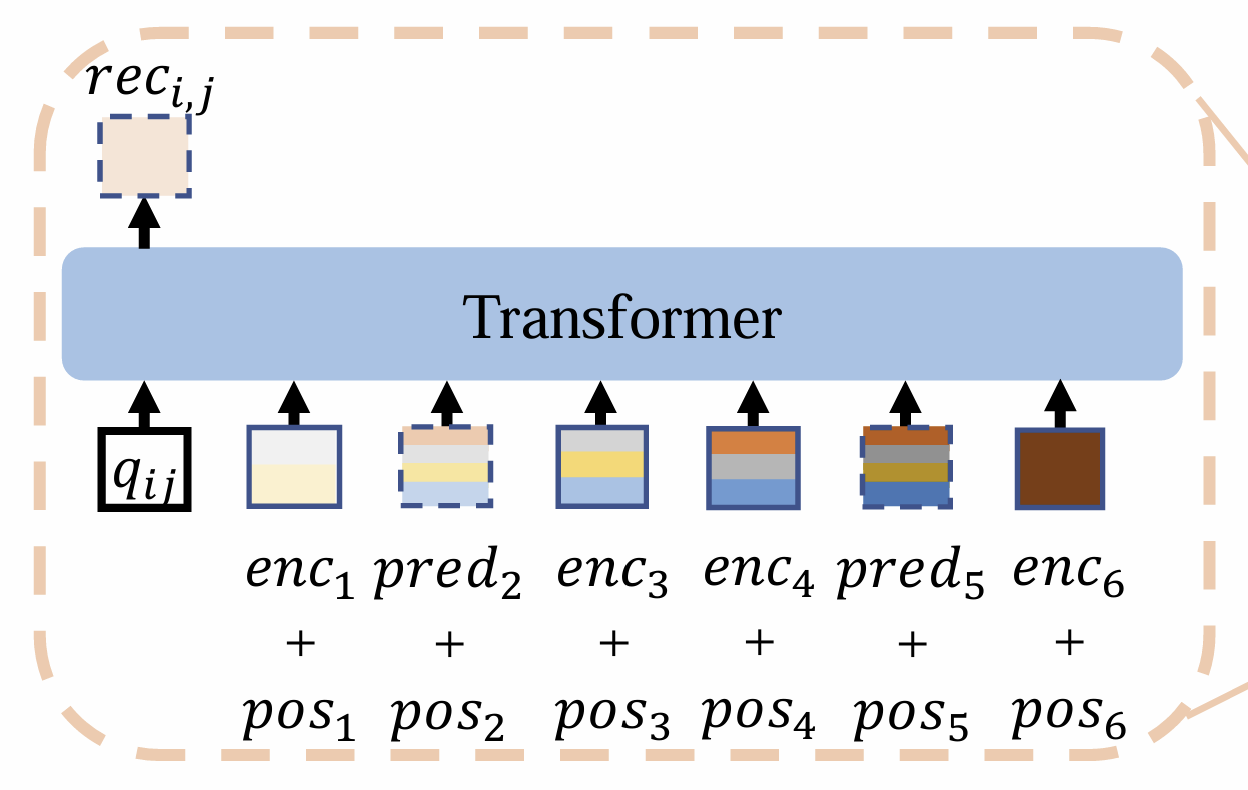 rec_{i,j}
Transformer
q_{ij}
enc_1 pred_2 enc_3 enc_4 pred_5 enc_6
+ + + + + +
pos_1 pos_2 pos_3 pos_4 pos_5 pos_6